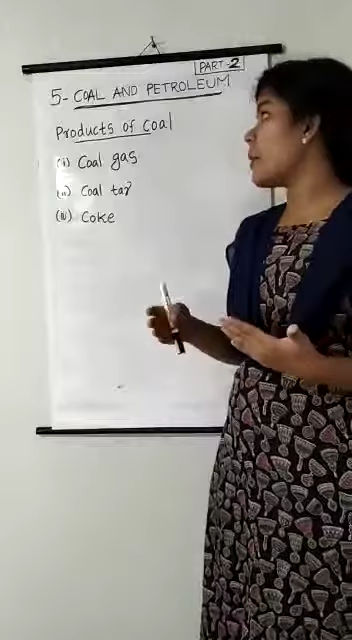 PART-2
5- COAL AND PETROLEUM
Products of coal
(i) Coal gas
(ii) Coal tar
(iii) Coke